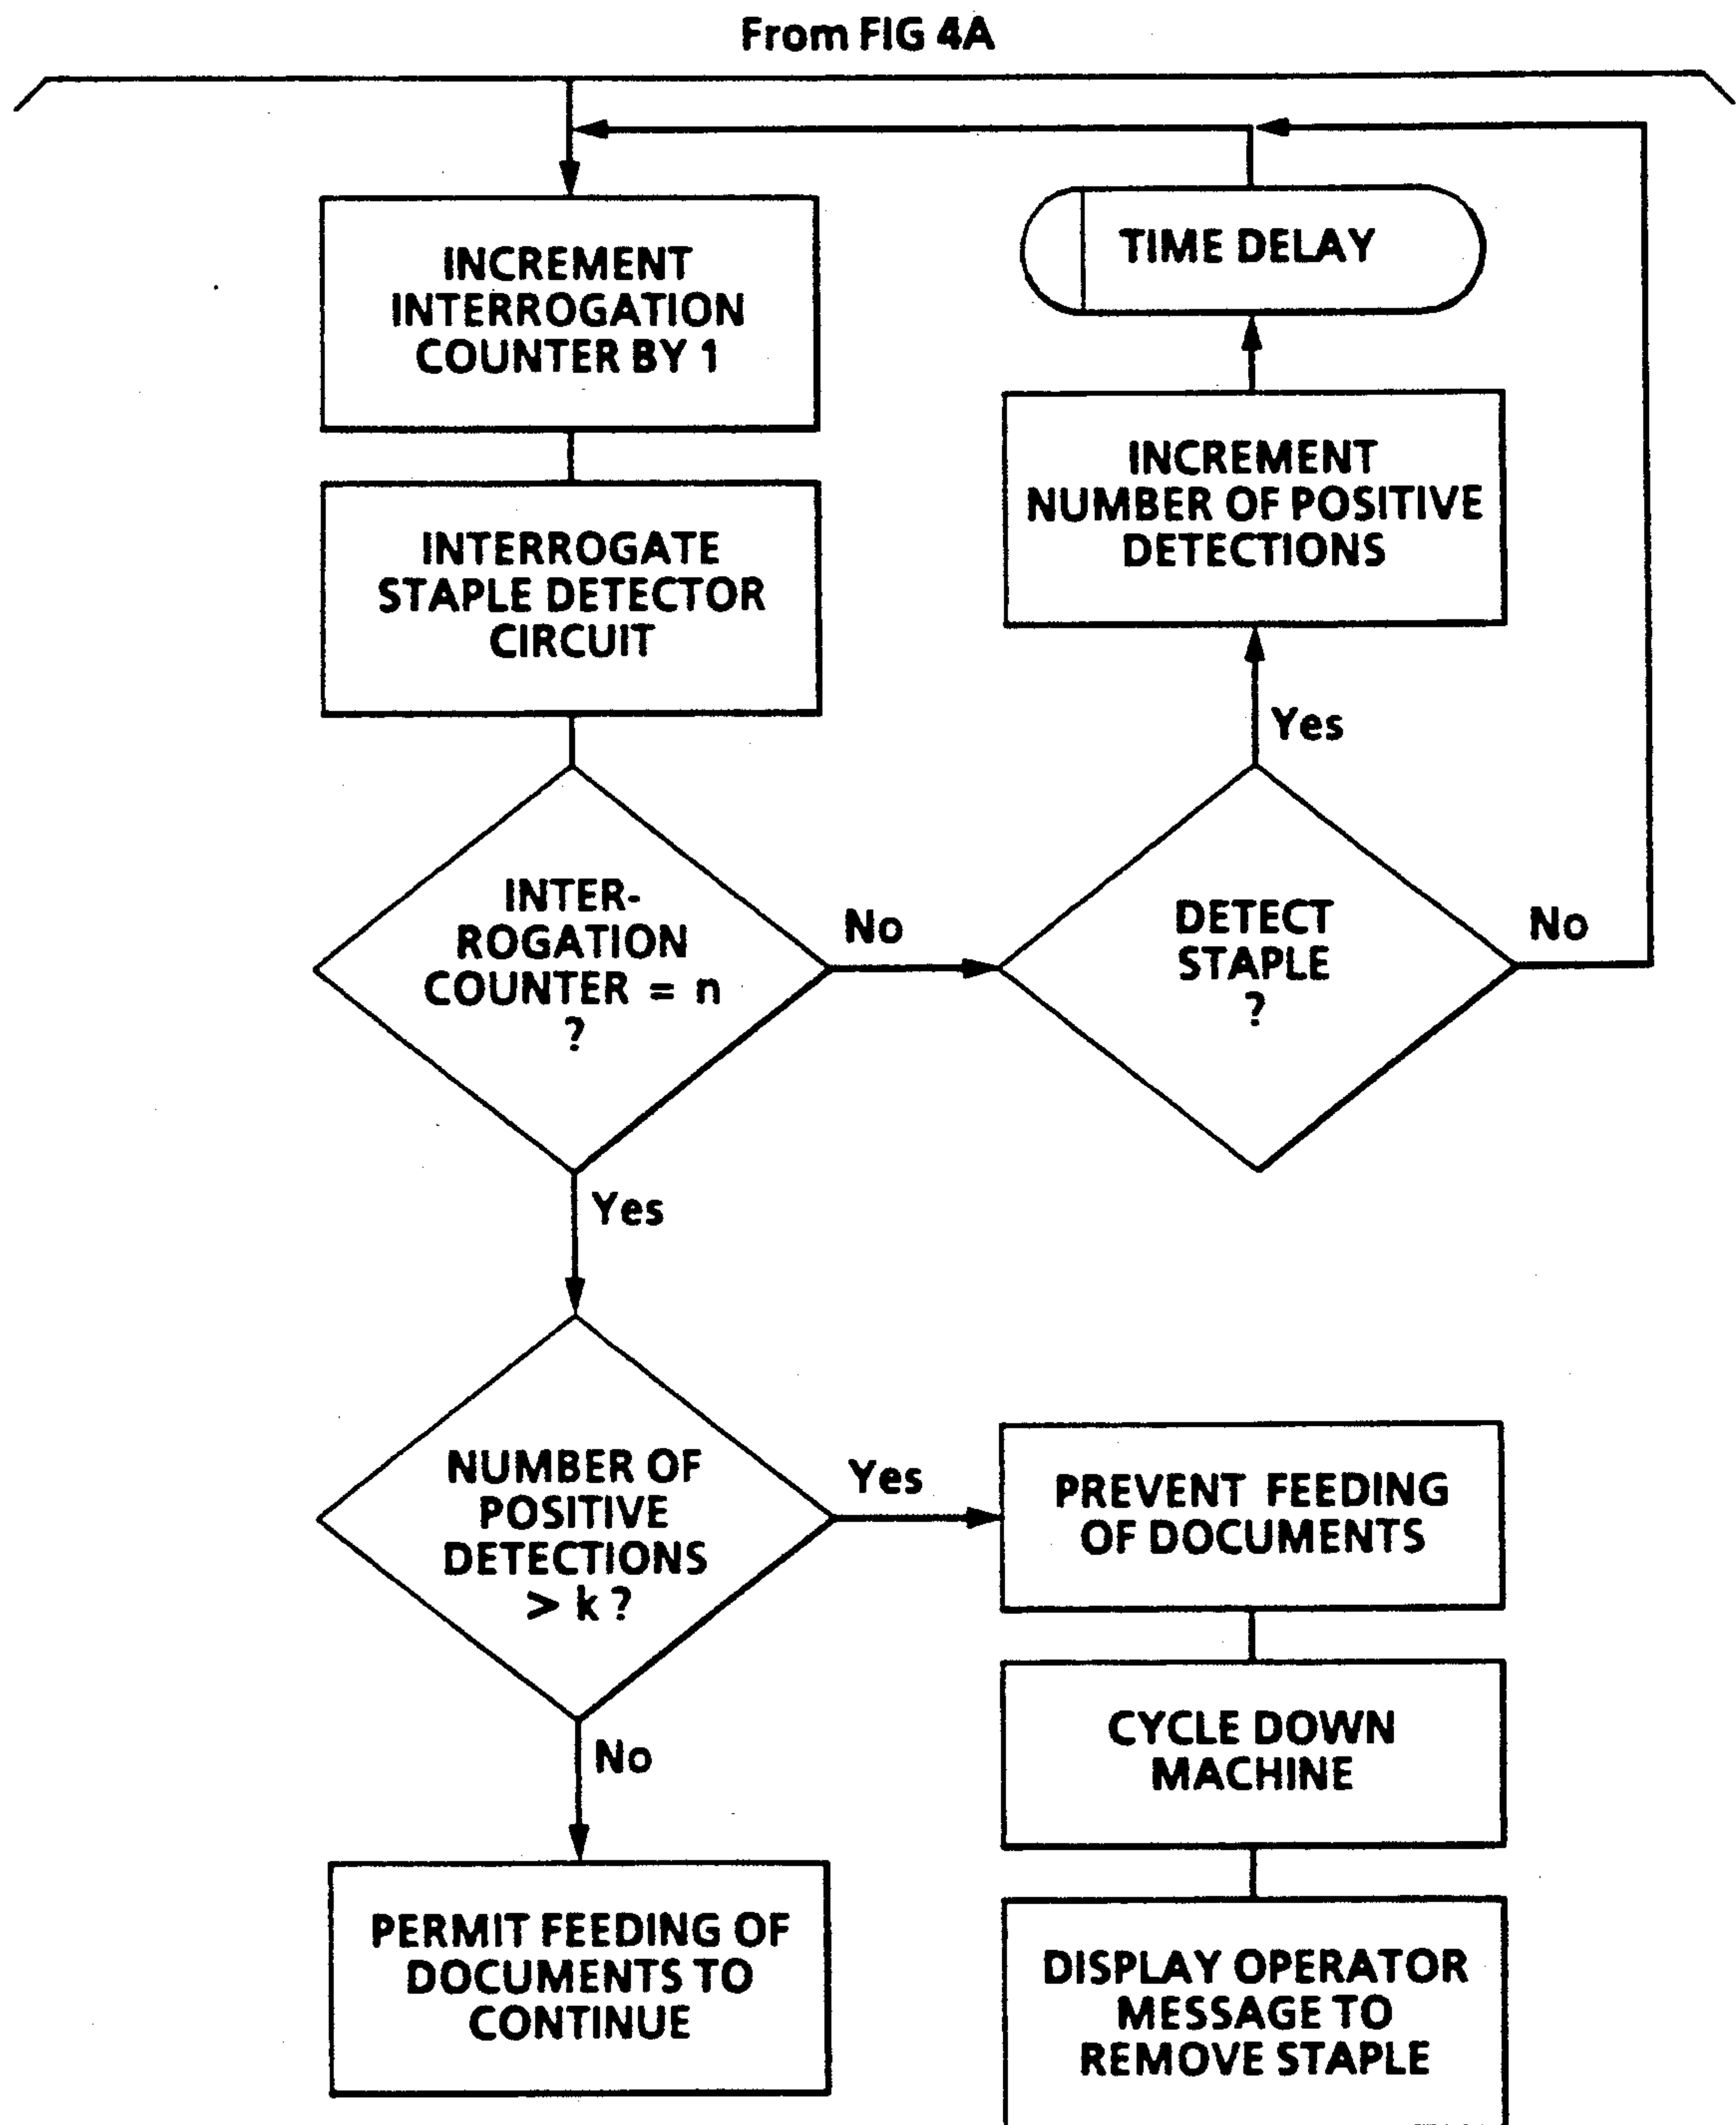 From FIG 4A
INCREMENT
INTERROGATION
COUNTER BY 1
TIME DELAY
INCREMENT
NUMBER OF POSITIVE
DETECTIONS
INTERROGATE
STAPLE DETECTOR
CIRCUIT
Yes
INTER-
ROGATION
COUNTER = n
?
No
DETECT
STAPLE
?
No
Yes
NUMBER OF
POSITIVE
DETECTIONS
> k ?
Yes
PREVENT FEEDING
OF DOCUMENTS
CYCLE DOWN
MACHINE
No
PERMIT FEEDING OF
DOCUMENTS TO
CONTINUE
DISPLAY OPERATOR
MESSAGE TO
REMOVE STAPLE